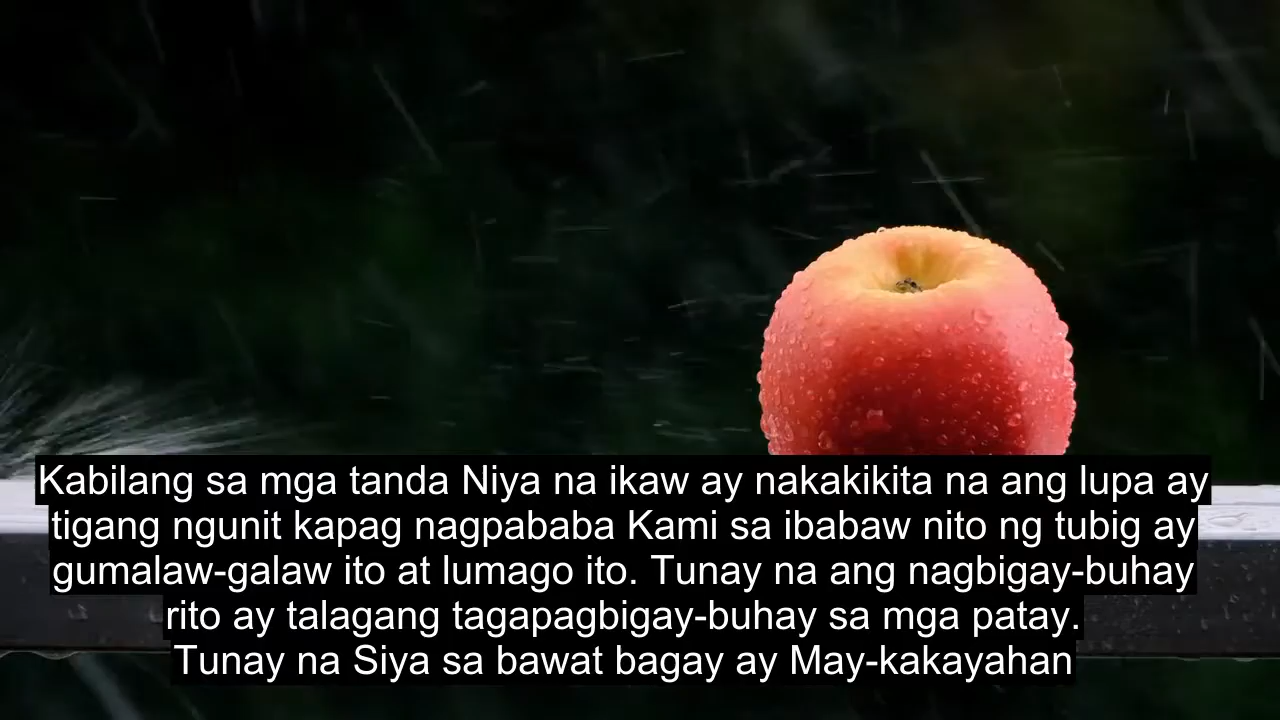 Kabilang sa mga tanda Niya na ikaw ay nakakikita na ang lupa ay
tigang ngunit kapag nagpababa Kami sa ibabaw nito ng tubig ay
gumalaw-galaw ito at lumago ito. Tunay na ang nagbigay-buhay
rito ay talagang tagapagbigay-buhay sa mga patay.
Tunay na Siya sa bawat bagay ay May-kakayahan